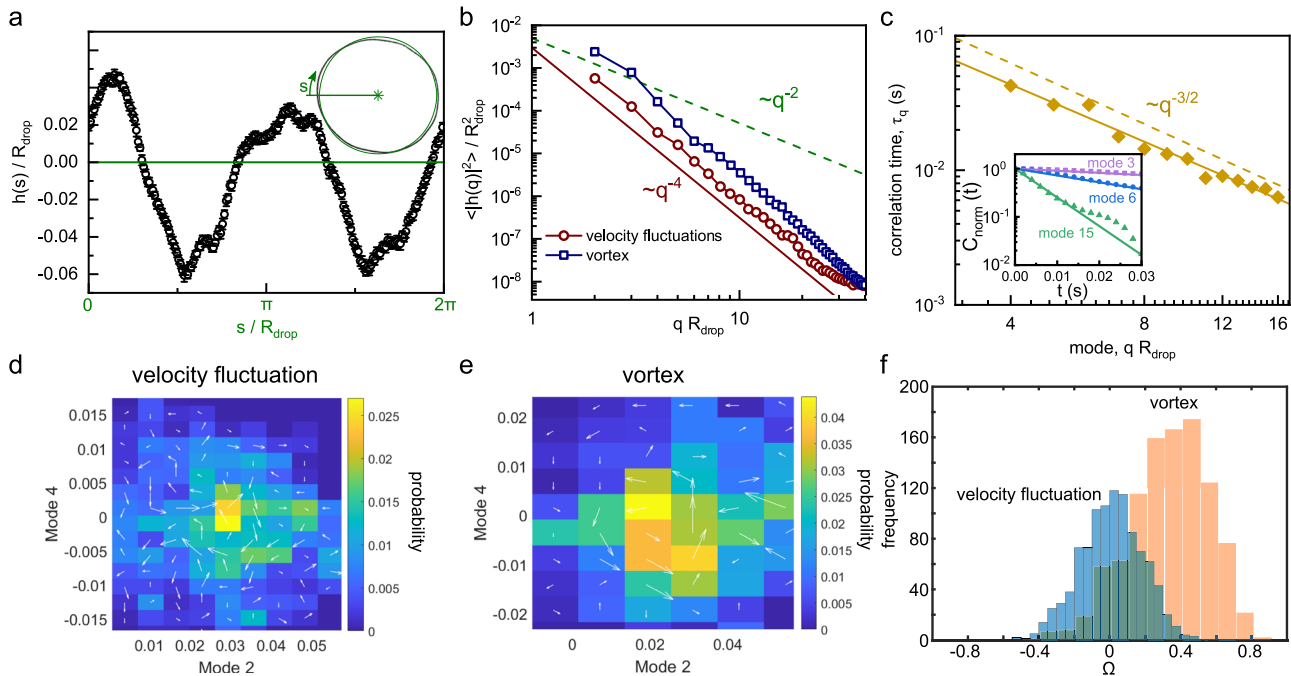 a
h(s) / R_drop
0.02
0.00
-0.02
-0.04
-0.06
s
0
π
2π
s / R_drop
b
<|h(q)|²> / R²_drop
10⁻²
10⁻²
10⁻³
10⁻⁴
10⁻⁵
10⁻⁶
10⁻⁷
10⁻⁸
~q⁻²
~q⁻⁴
velocity fluctuations
vortex
1
10
q R_drop
c
correlation time, τ_q (s)
10⁻¹
10⁻²
10⁻³
~q⁻³ᐟ²
C_norm (t)
10⁰
10⁻¹
10⁻²
mode 3
mode 6
mode 15
0.00
0.01
0.02
0.03
t (s)
4
8
12
16
mode, q R_drop
d
velocity fluctuation
Mode 4
0.015
0.01
0.005
0
-0.005
-0.01
-0.015
0.01
0.02
0.03
0.04
0.05
Mode 2
0.025
0.02
0.015
0.01
0.005
0
probability
e
vortex
Mode 4
0.02
0.01
0
-0.01
-0.02
0
0.02
0.04
Mode 2
0.04
0.035
0.03
0.025
0.02
0.015
0.01
0.005
0
probability
f
frequency
200
160
120
80
40
0
vortex
velocity fluctuation
-0.8
-0.4
0
0.4
0.8
Ω